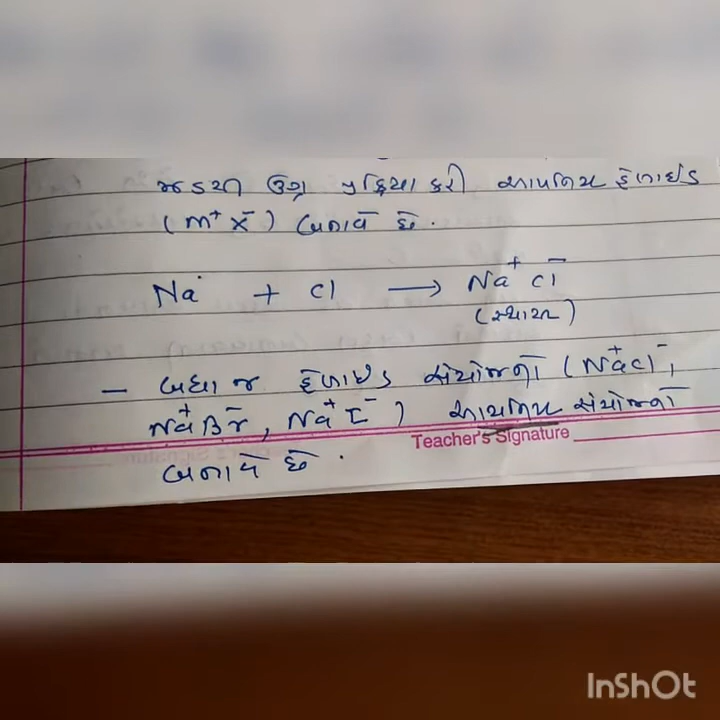 ઝડપથી ઉગ્ર પ્રક્રિયા કરી આયનિય હેલાઇડ
(M⁺ X⁻) બનાવે છે.
Na + Cl → Na⁺ Cl⁻
(સ્થાયી)
– બધા જ હેલાઇડ સંયોજનો (Na⁺Cl⁻,
Na⁺Br⁻, Na⁺I⁻) આયનિય સંયોજનો
Teacher's Signature
બનાવે છે.
InShOt